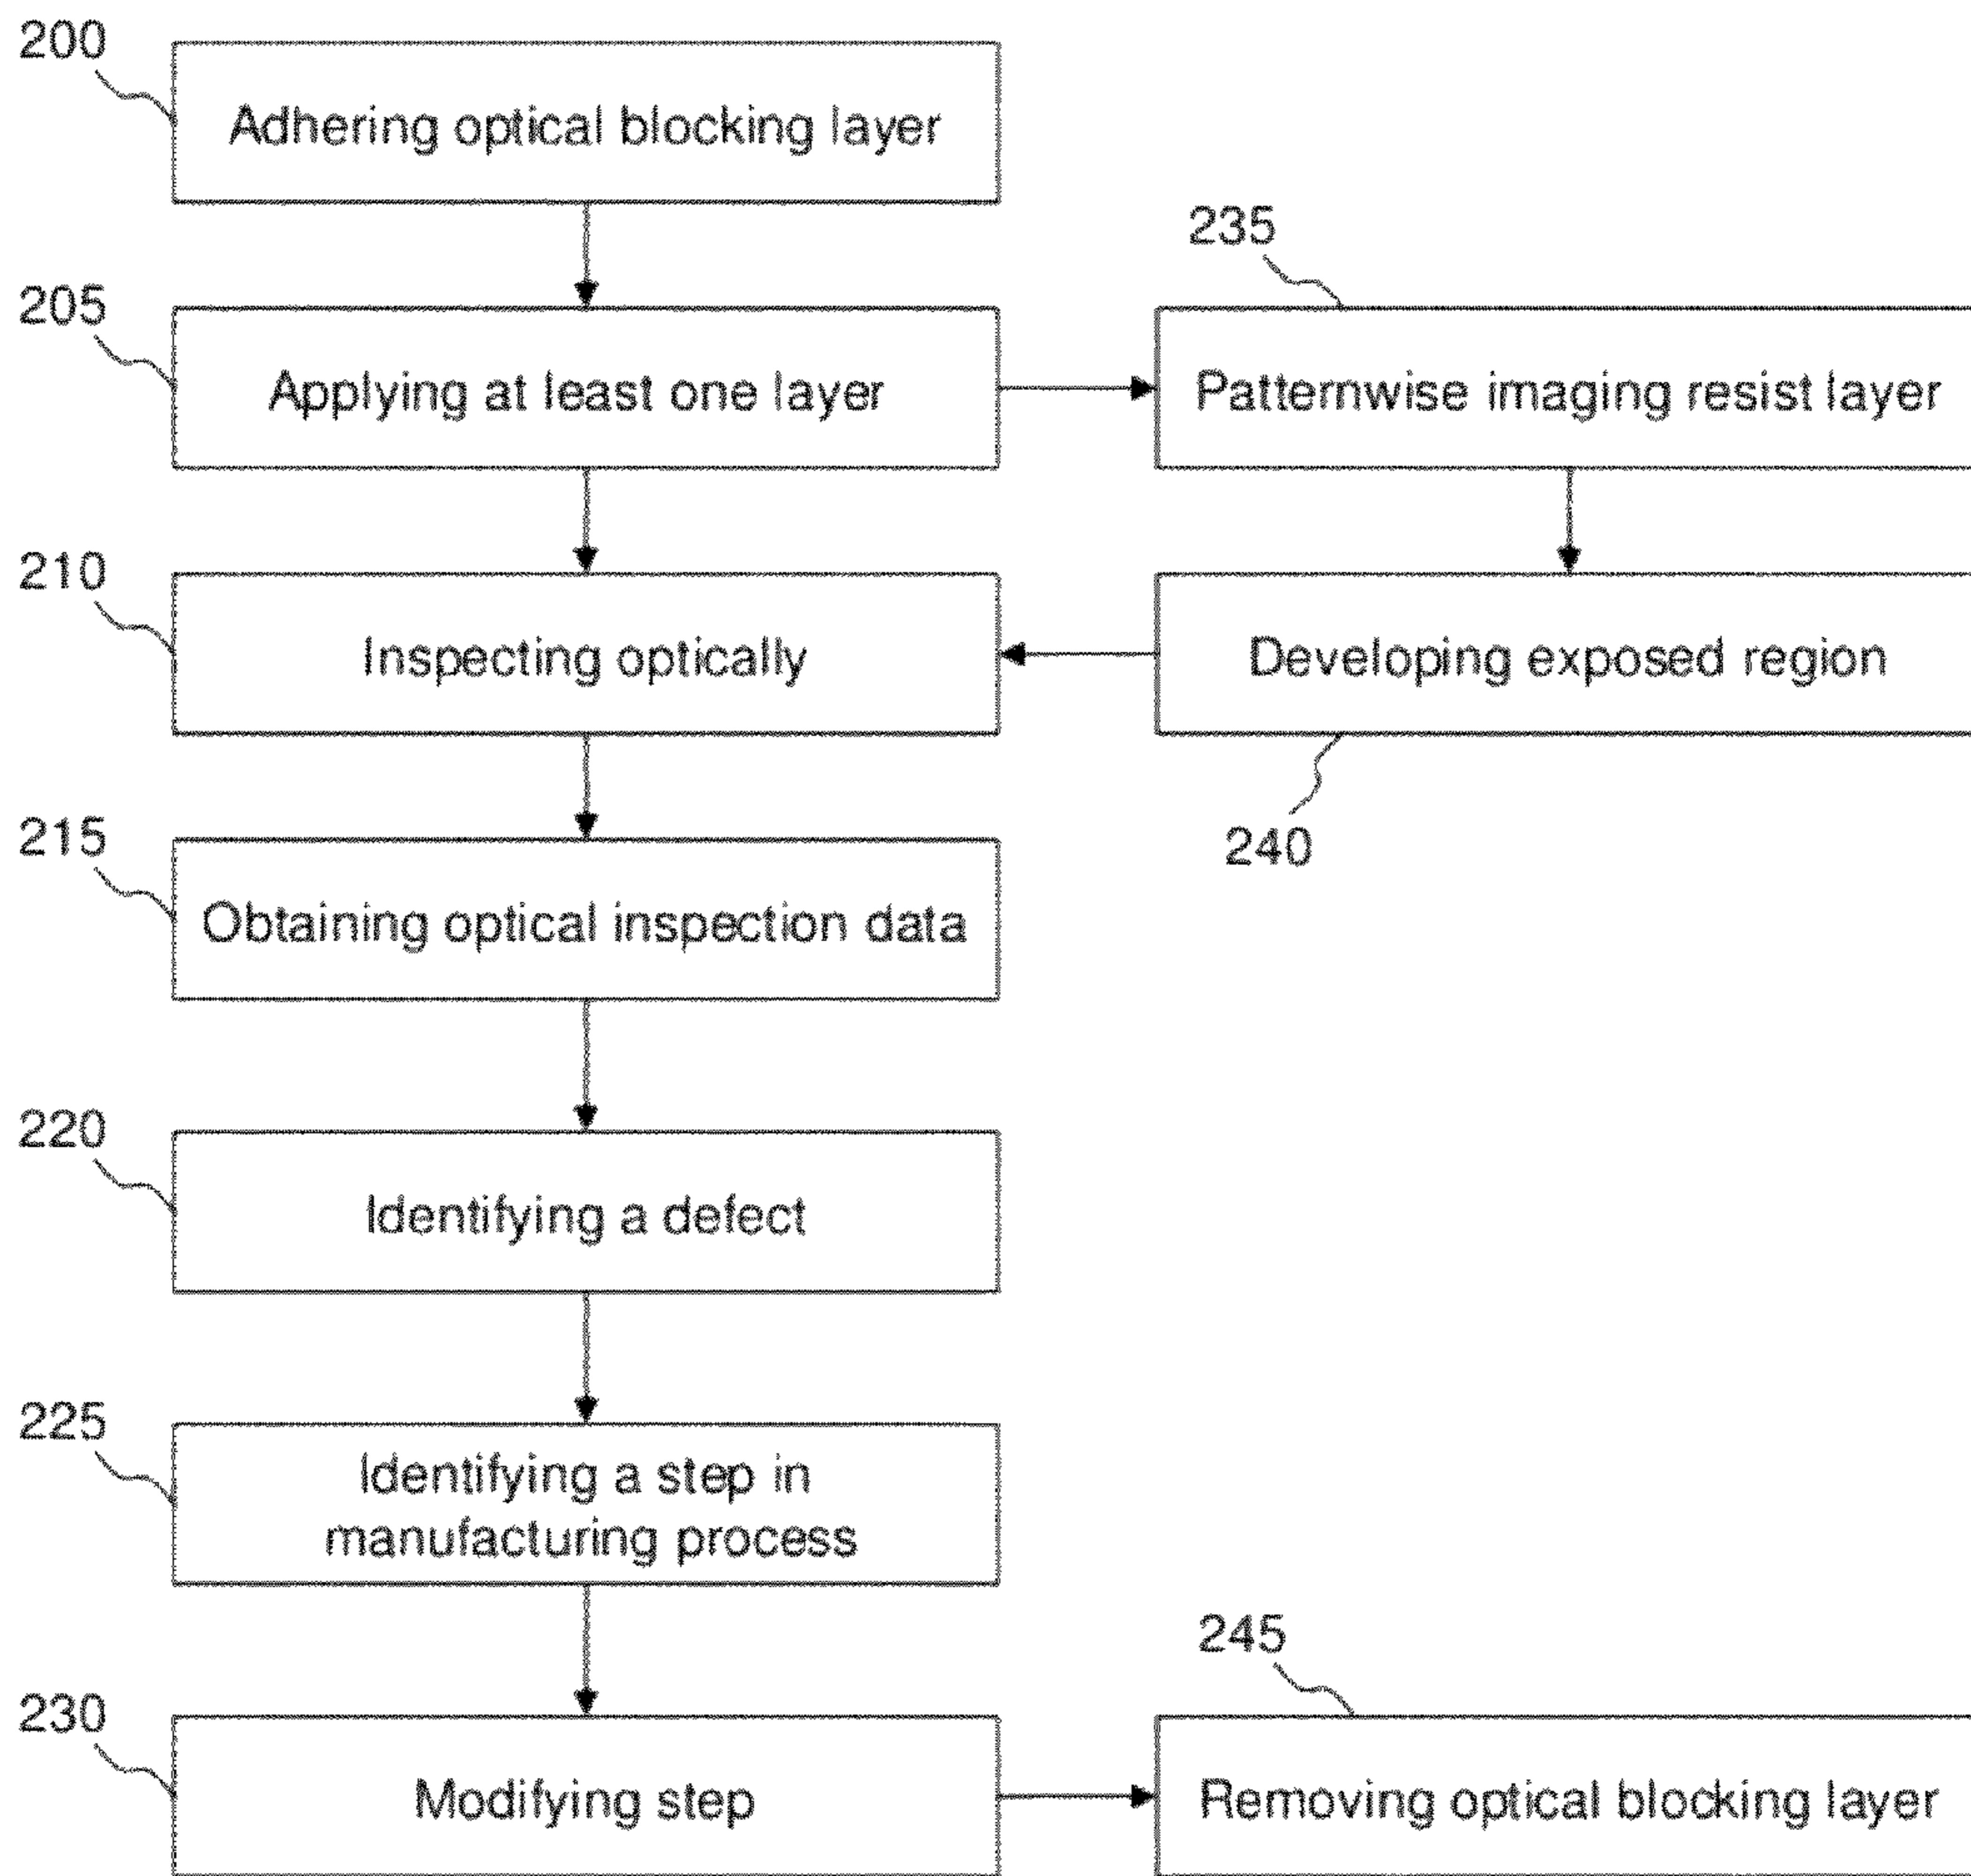 200
Adhering optical blocking layer
235
205
Applying at least one layer
Patternwise imaging resist layer
210
Inspecting optically
Developing exposed region
215
240
Obtaining optical inspection data
220
Identifying a defect
225
Identifying a step in
manufacturing process
245
230
Modifying step
Removing optical blocking layer